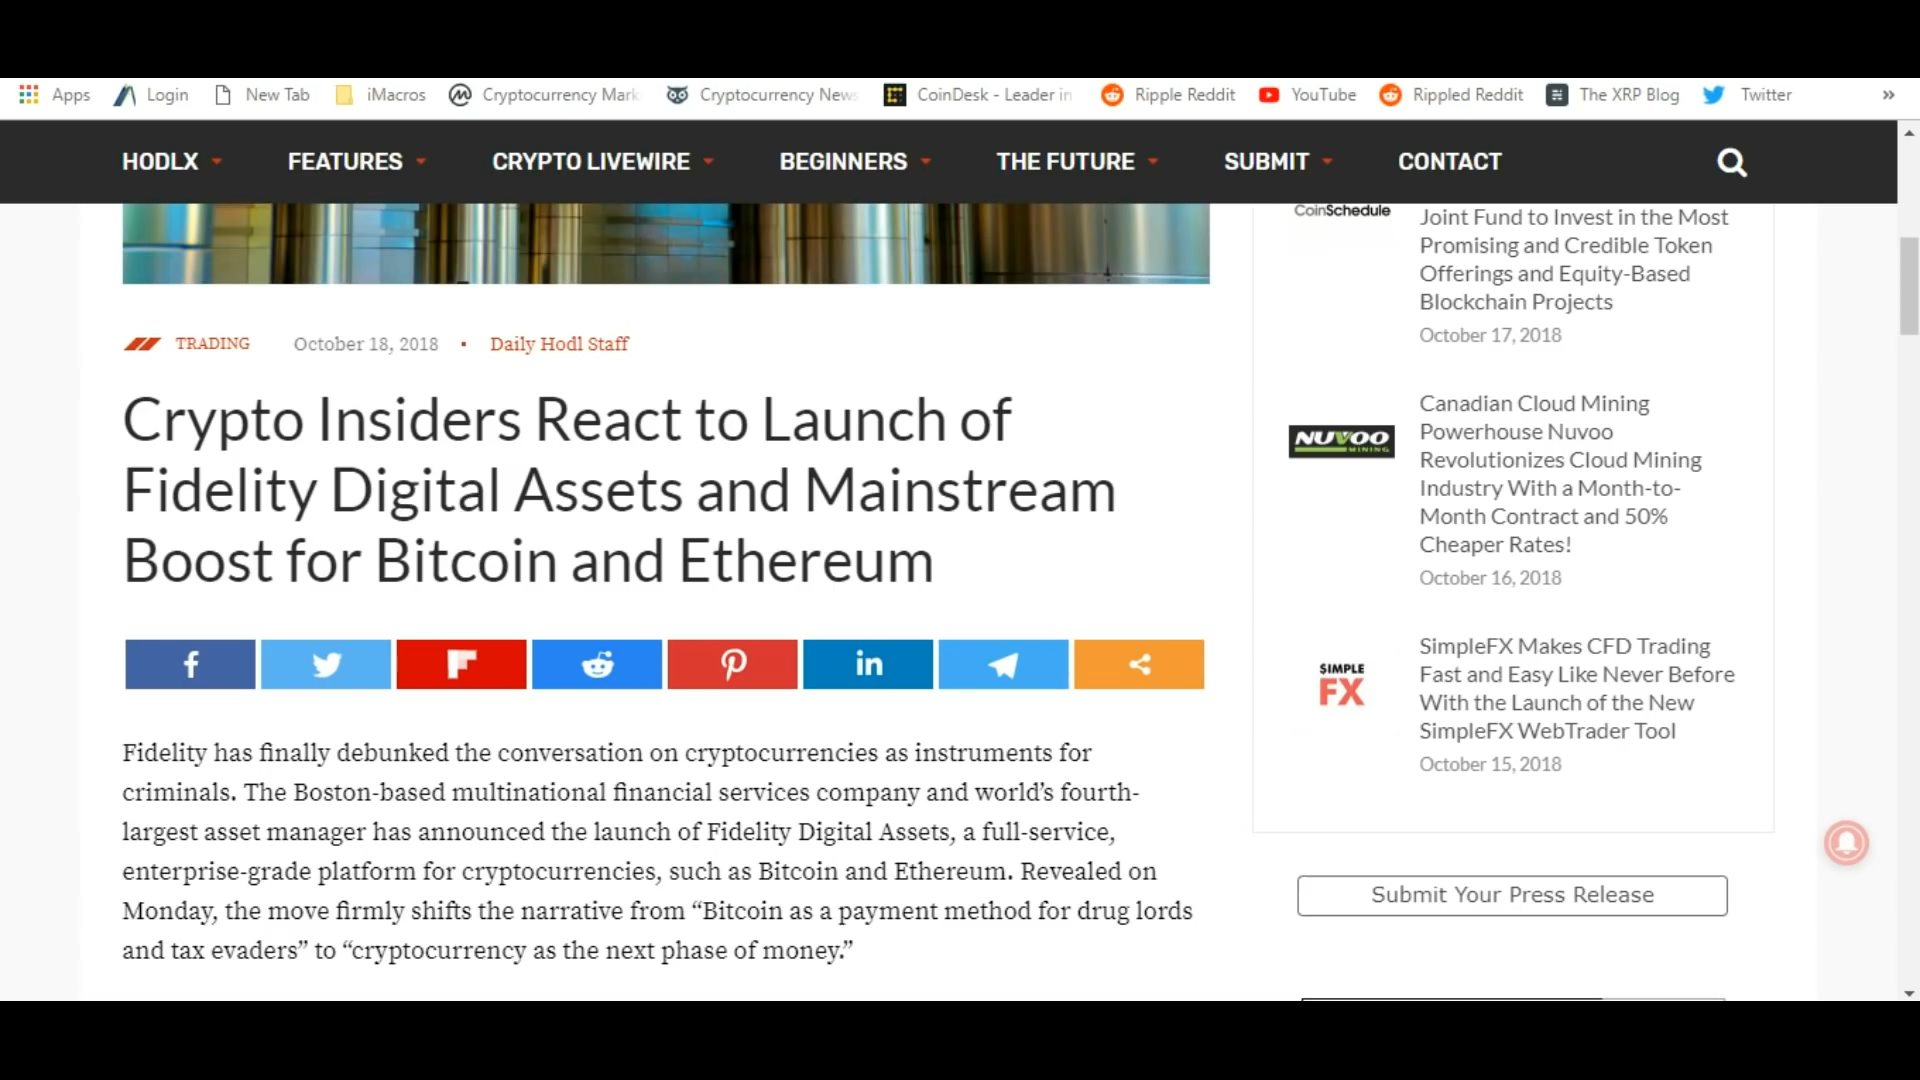 Apps Login New Tab iMacros Cryptocurrency Mark Cryptocurrency News CoinDesk - Leader in Ripple Reddit YouTube Rippled Reddit The XRP Blog Twitter »
HODLX FEATURES CRYPTO LIVEWIRE BEGINNERS THE FUTURE SUBMIT CONTACT
TRADING October 18, 2018 • Daily Hodl Staff
Crypto Insiders React to Launch of
Fidelity Digital Assets and Mainstream
Boost for Bitcoin and Ethereum
Fidelity has finally debunked the conversation on cryptocurrencies as instruments for
criminals. The Boston-based multinational financial services company and world’s fourth-
largest asset manager has announced the launch of Fidelity Digital Assets, a full-service,
enterprise-grade platform for cryptocurrencies, such as Bitcoin and Ethereum. Revealed on
Monday, the move firmly shifts the narrative from “Bitcoin as a payment method for drug lords
and tax evaders” to “cryptocurrency as the next phase of money.”
CoinSchedule
Joint Fund to Invest in the Most
Promising and Credible Token
Offerings and Equity-Based
Blockchain Projects
October 17, 2018
NUVOO
MINING
Canadian Cloud Mining
Powerhouse Nuvoo
Revolutionizes Cloud Mining
Industry With a Month-to-
Month Contract and 50%
Cheaper Rates!
October 16, 2018
SIMPLE
FX
SimpleFX Makes CFD Trading
Fast and Easy Like Never Before
With the Launch of the New
SimpleFX WebTrader Tool
October 15, 2018
Submit Your Press Release